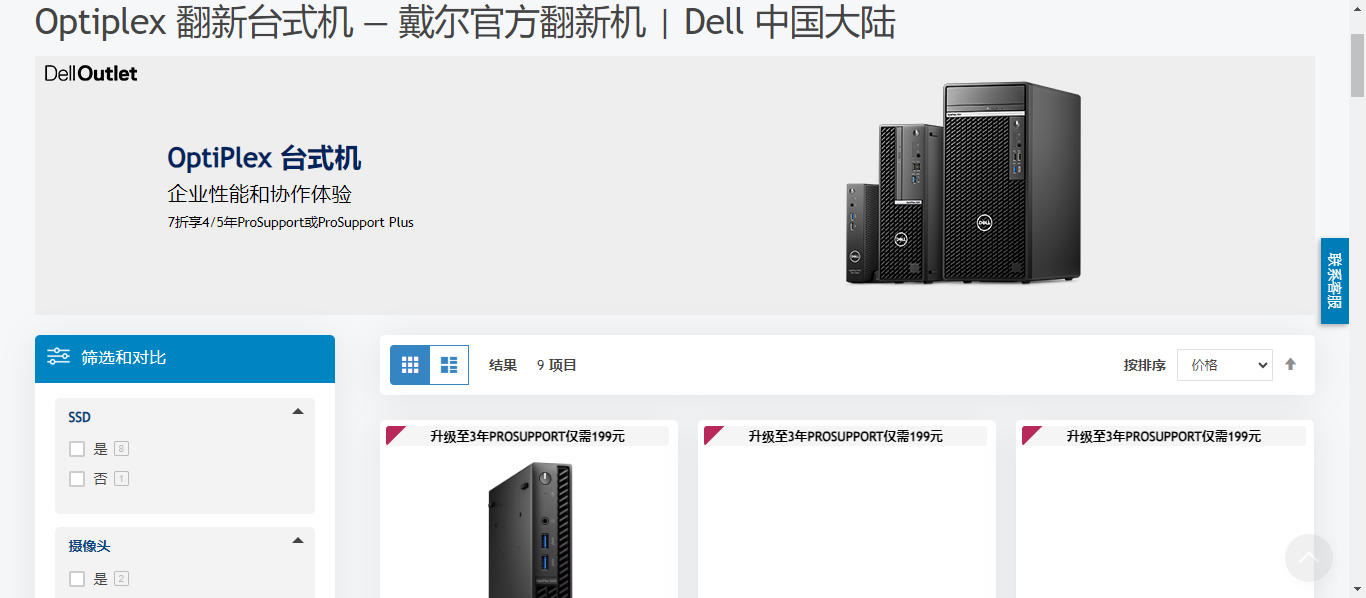 Optiplex 翻新台式机 — 戴尔官方翻新机 | Dell 中国大陆
DellOutlet
OptiPlex 台式机
企业性能和协作体验
7折享4/5年ProSupport或ProSupport Plus
联系客服
筛选和对比
结果 9 项目
按排序 价格
SSD
是 8
否 1
摄像头
是 2
升级至3年PROSUPPORT仅需199元
升级至3年PROSUPPORT仅需199元
升级至3年PROSUPPORT仅需199元
DELL
DELL
DELL